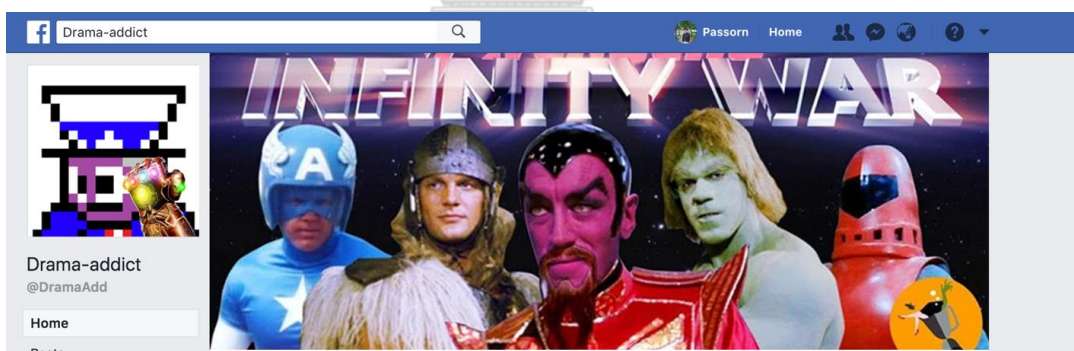 Drama-addict
Passorn Home
INFINITY WAR
A
Drama-addict
@DramaAdd
Home